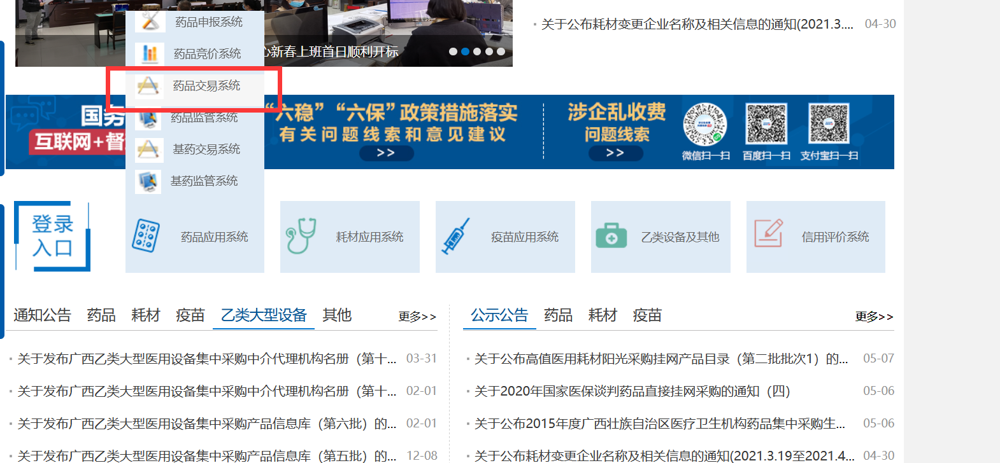 药品申报系统
药品竞价系统
药品交易系统
药品监管系统
基药交易系统
基药监管系统
心新春上班首日顺利开标
关于公布耗材变更企业名称及相关信息的通知(2021.3.... 04-30
国务
互联网+督
“六稳”“六保”政策措施落实
有关问题线索和意见建议
>>
涉企乱收费
问题线索
>>
微信扫一扫 百度扫一扫 支付宝扫一扫
登录
入口
药品应用系统 耗材应用系统 疫苗应用系统 乙类设备及其他 信用评价系统
通知公告 药品 耗材 疫苗 乙类大型设备 其他 更多>>
关于发布广西乙类大型医用设备集中采购中介代理机构名册（第十... 03-31
关于发布广西乙类大型医用设备集中采购中介代理机构名册（第十... 02-01
关于发布广西乙类大型医用设备集中采购产品信息库（第六批）的... 02-01
关于发布广西乙类大型医用设备集中采购产品信息库（第五批）的... 12-08
公示公告 药品 耗材 疫苗 更多>>
关于公布高值医用耗材阳光采购挂网产品目录（第二批批次1）的... 05-07
关于2020年国家医保谈判药品直接挂网采购的通知（四） 05-06
关于公布2015年度广西壮族自治区医疗卫生机构药品集中采购生... 05-06
关于公布耗材变更企业名称及相关信息的通知(2021.3.19至2021.4... 04-30